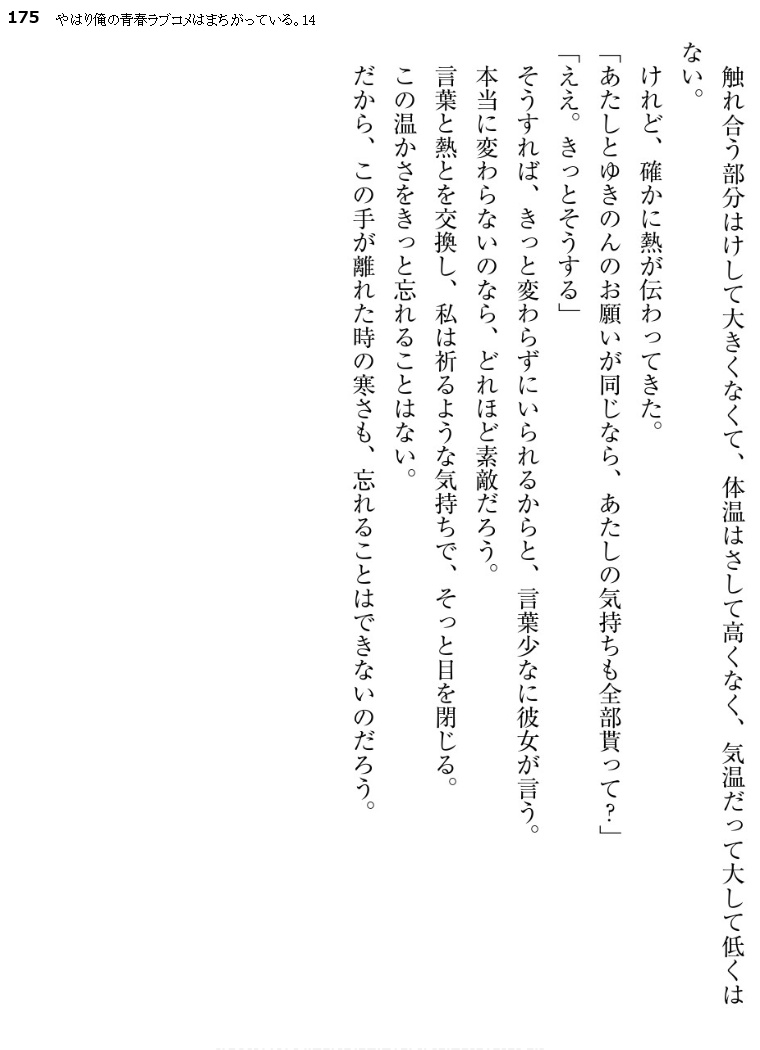 175 やはり俺の青春ラブコメはまちがっている。14
触れ合う部分はけして大きくなくて、体温はさして高くなく、気温だって大して低くは
ない。
けれど、確かに熱が伝わってきた。
「あたしとゆきのんのお願いが同じなら、あたしの気持ちも全部貰って?」
「ええ。きっとそうする」
そうすれば、きっと変わらずにいられるからと、言葉少なに彼女が言う。
本当に変わらないのなら、どれほど素敵だろう。
言葉と熱とを交換し、私は祈るような気持ちで、そっと目を閉じる。
この温かさをきっと忘れることはない。
だから、この手が離れた時の寒さも、忘れることはできないのだろう。